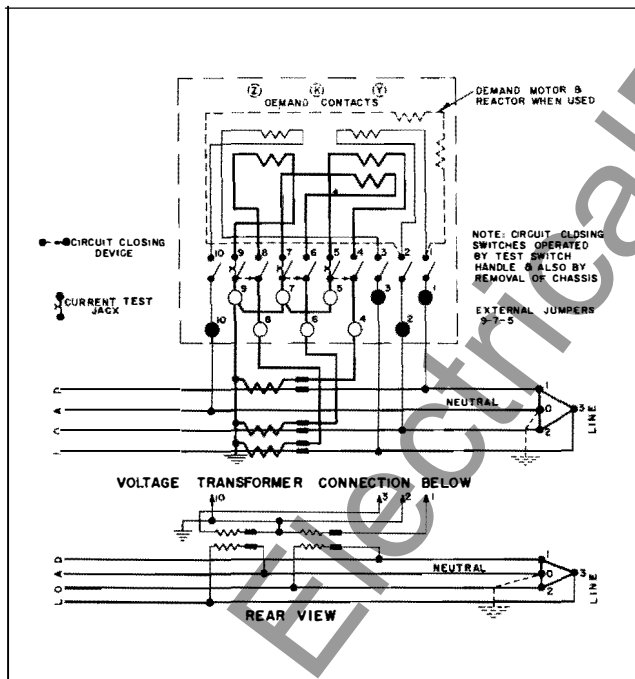 Z K Y
DEMAND CONTACTS
DEMAND MOTOR &
REACTOR WHEN USED
CIRCUIT CLOSING
DEVICE
CURRENT TEST
JACK
10 9 8 7 6 5 4 3 2 1
9 7 5 3 1
10 8 6 4 2
NOTE: CIRCUIT CLOSING
SWITCHES OPERATED
BY TEST SWITCH
HANDLE & ALSO BY
REMOVAL OF CHASSIS
EXTERNAL JUMPERS
9-7-5
NEUTRAL
1
0
2
3
LINE
VOLTAGE TRANSFORMER CONNECTION BELOW
10 3 2 1
LOAD
NEUTRAL
1
0
2
3
LINE
REAR VIEW
Electrical